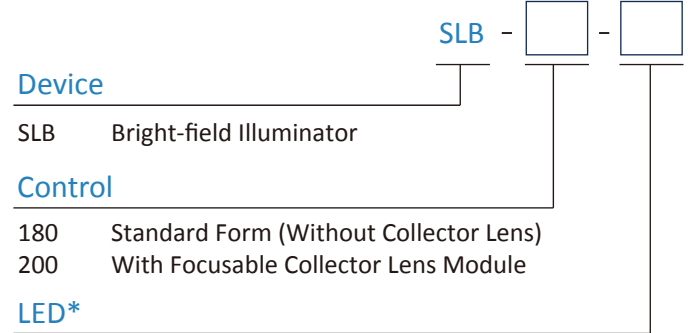 SLB - -
Device
SLB Bright-field Illuminator
Control
180 Standard Form (Without Collector Lens)
200 With Focusable Collector Lens Module
LED*